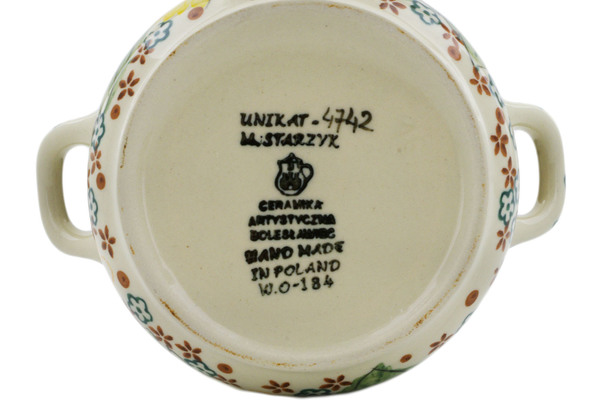 UNIKAT-4742
M.STARZYK
CERAMIKA
ARTYSTYCZNA
BOLESŁAWIEC
HAND MADE
IN POLAND
W.O-184